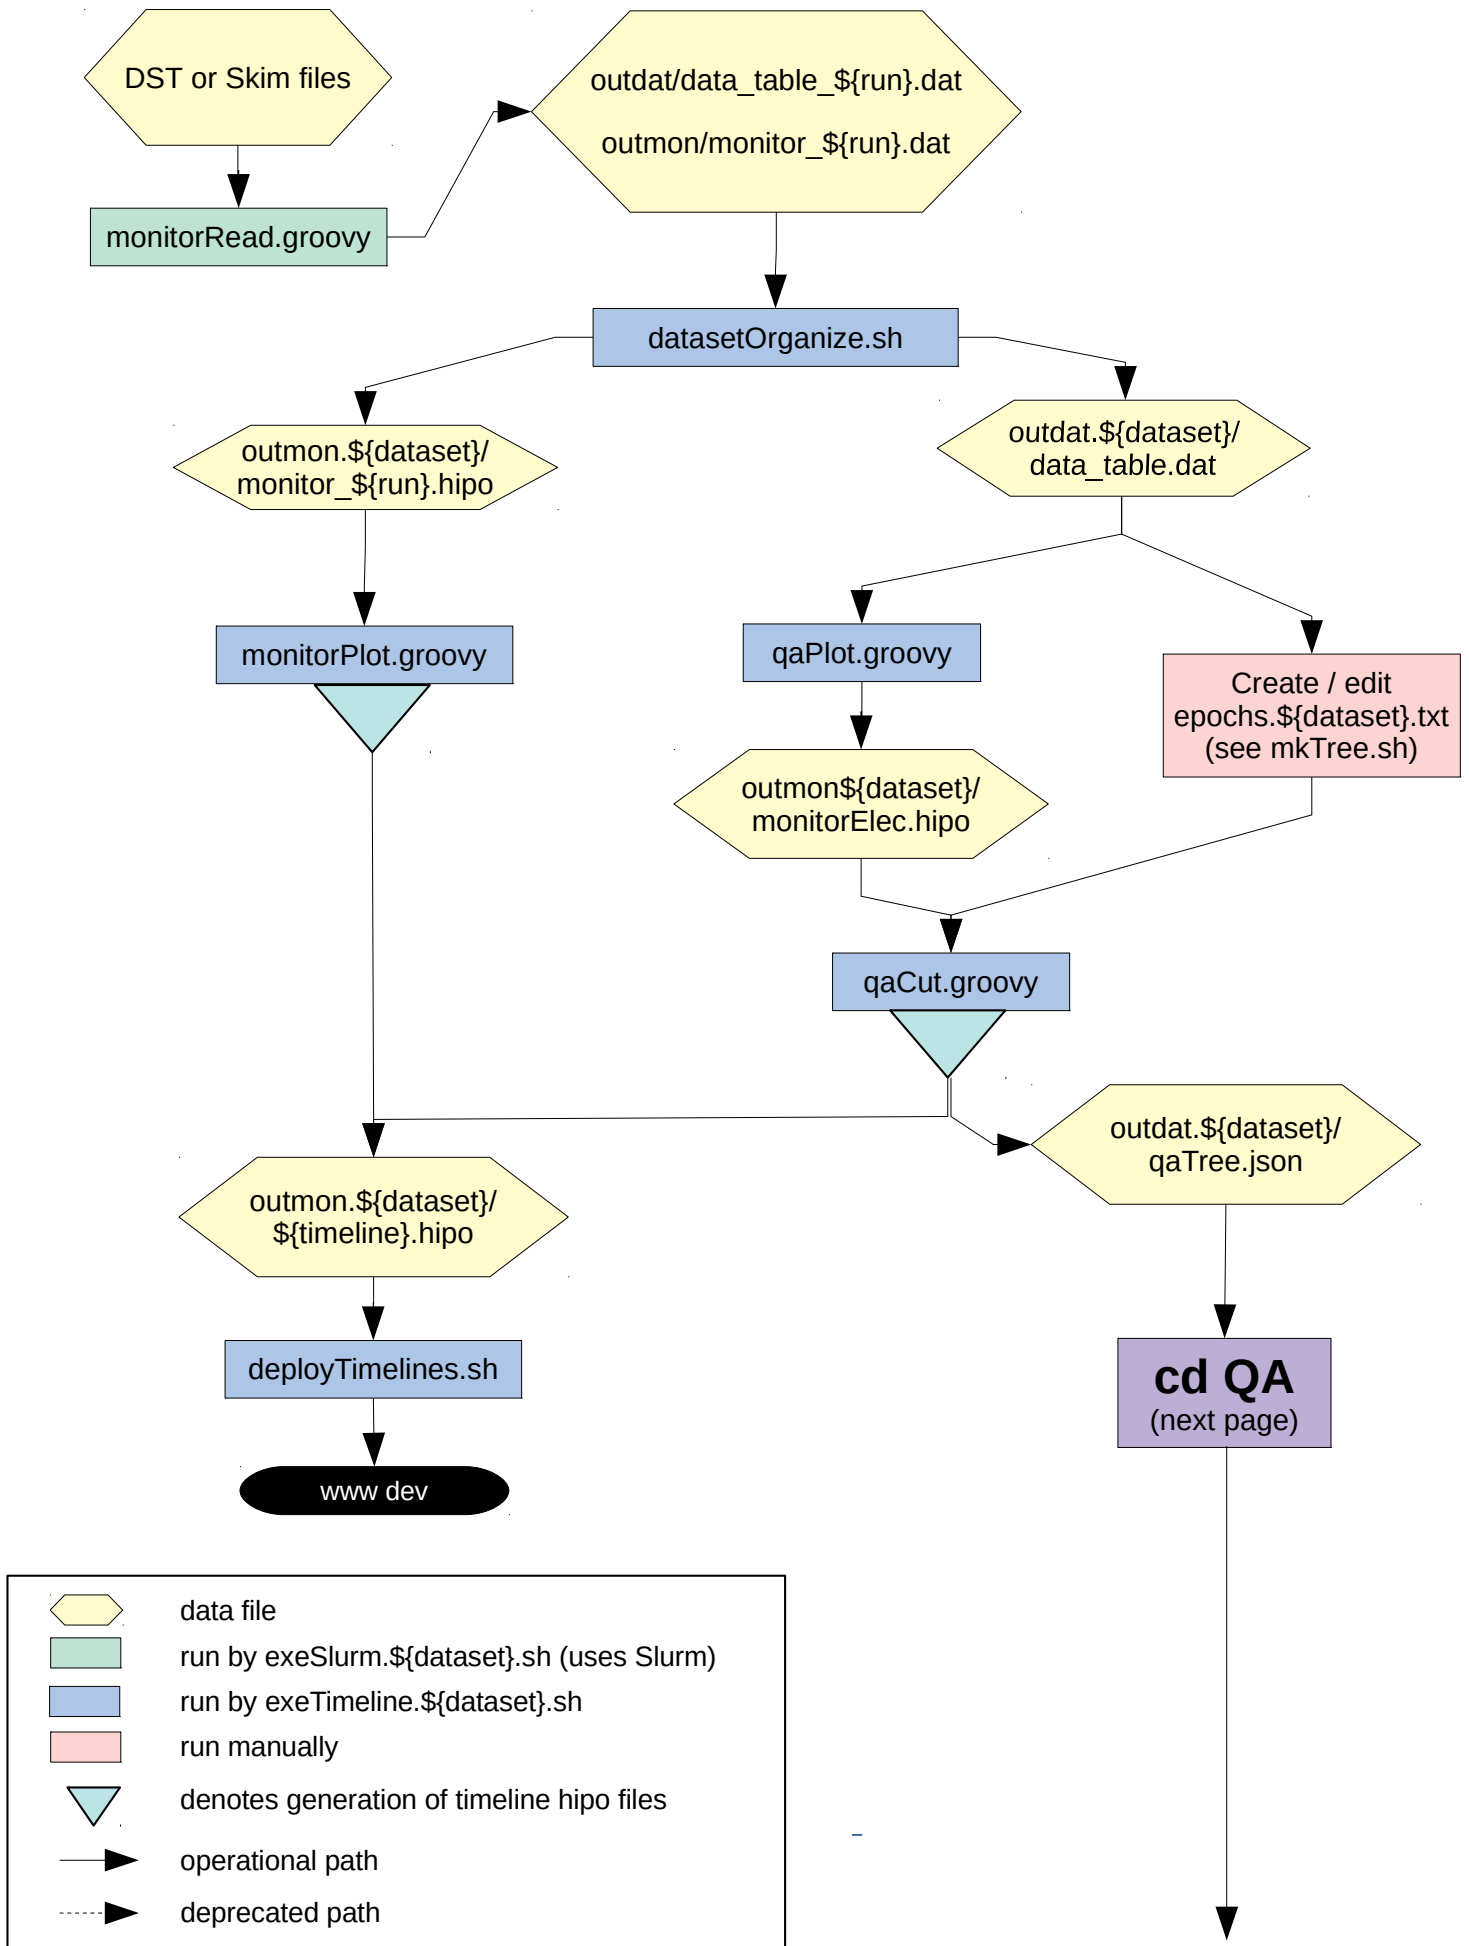 DST or Skim files
outdat/data_table_${run}.dat
outmon/monitor_${run}.dat
monitorRead.groovy
datasetOrganize.sh
outmon.${dataset}/
monitor_${run}.hipo
outdat.${dataset}/
data_table.dat
monitorPlot.groovy
qaPlot.groovy
Create / edit
epochs.${dataset}.txt
(see mkTree.sh)
outmon${dataset}/
monitorElec.hipo
qaCut.groovy
outdat.${dataset}/
qaTree.json
outmon.${dataset}/
${timeline}.hipo
deployTimelines.sh
cd QA
(next page)
www dev
data file
run by exeSlurm.${dataset}.sh (uses Slurm)
run by exeTimeline.${dataset}.sh
run manually
denotes generation of timeline hipo files
operational path
deprecated path